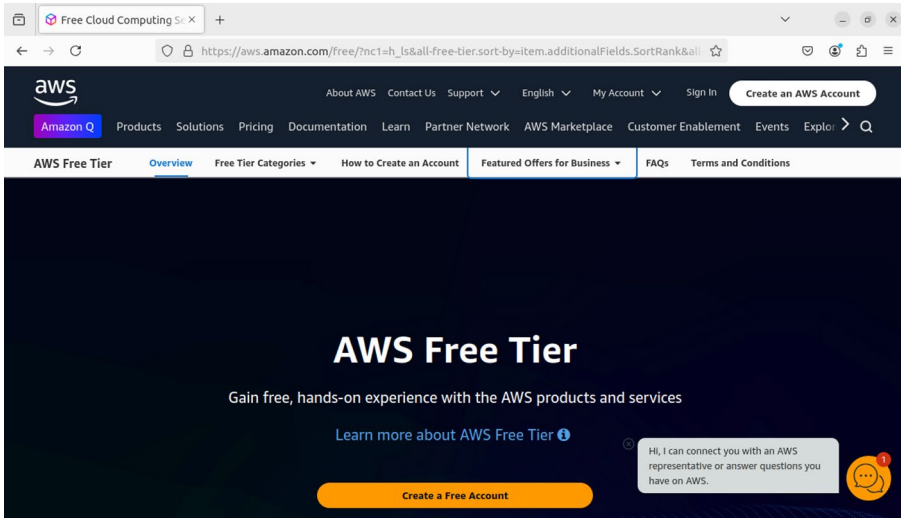 Free Cloud Computing Se
https://aws.amazon.com/free/?nc1=h_ls&all-free-tier.sort-by=item.additionalFields.SortRank&all
aws
About AWS Contact Us Support English My Account Sign In Create an AWS Account
Amazon Q Products Solutions Pricing Documentation Learn Partner Network AWS Marketplace Customer Enablement Events Explor
AWS Free Tier Overview Free Tier Categories How to Create an Account Featured Offers for Business FAQs Terms and Conditions
AWS Free Tier
Gain free, hands-on experience with the AWS products and services
Learn more about AWS Free Tier
Hi, I can connect you with an AWS
representative or answer questions you
have on AWS.
1
Create a Free Account